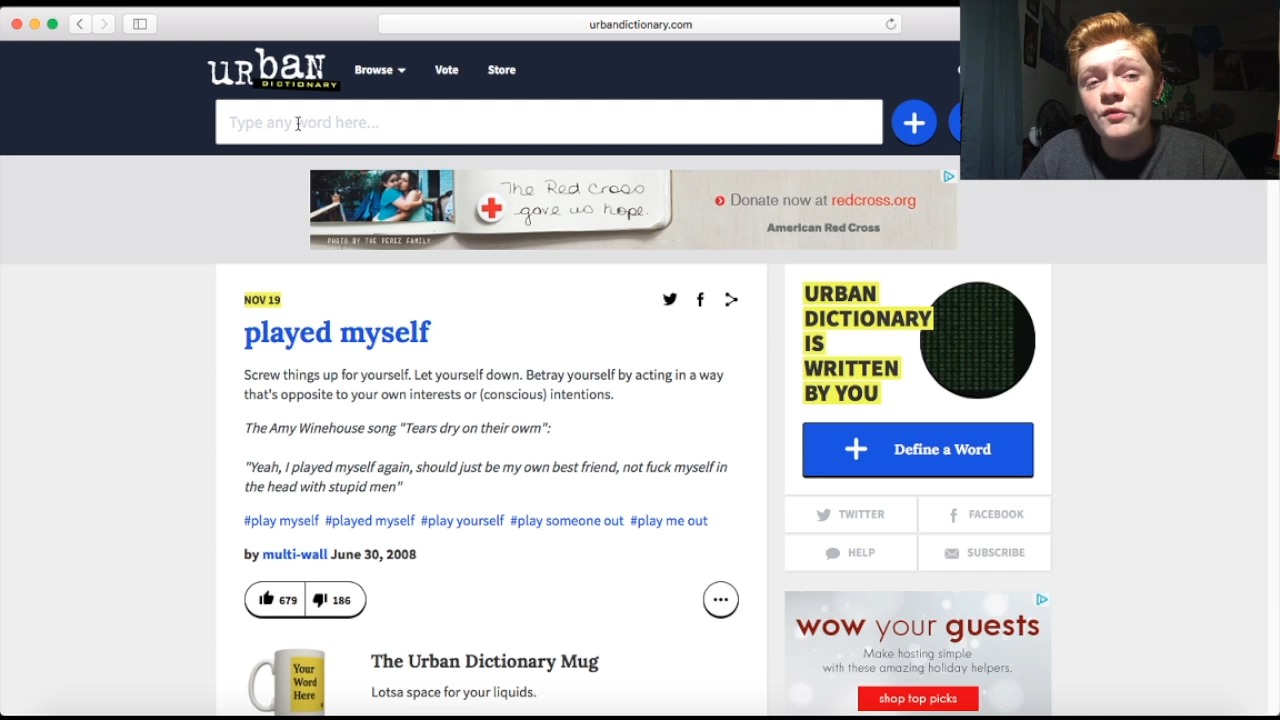 urbandictionary.com
urban
DICTIONARY
Browse Vote Store
Type any word here...
The Red Cross
gave us hope.
Donate now at redcross.org
American Red Cross
PHOTO BY THE PEREZ FAMILY
NOV 19
played myself
Screw things up for yourself. Let yourself down. Betray yourself by acting in a way
that's opposite to your own interests or (conscious) intentions.
The Amy Winehouse song "Tears dry on their owm":
"Yeah, I played myself again, should just be my own best friend, not fuck myself in
the head with stupid men"
#play myself #played myself #play yourself #play someone out #play me out
by multi-wall June 30, 2008
679 186
Your
Word
Here
The Urban Dictionary Mug
Lotsa space for your liquids.
URBAN
DICTIONARY
IS
WRITTEN
BY YOU
Define a Word
TWITTER FACEBOOK
HELP SUBSCRIBE
wow your guests
Make hosting simple
with these amazing holiday helpers.
shop top picks